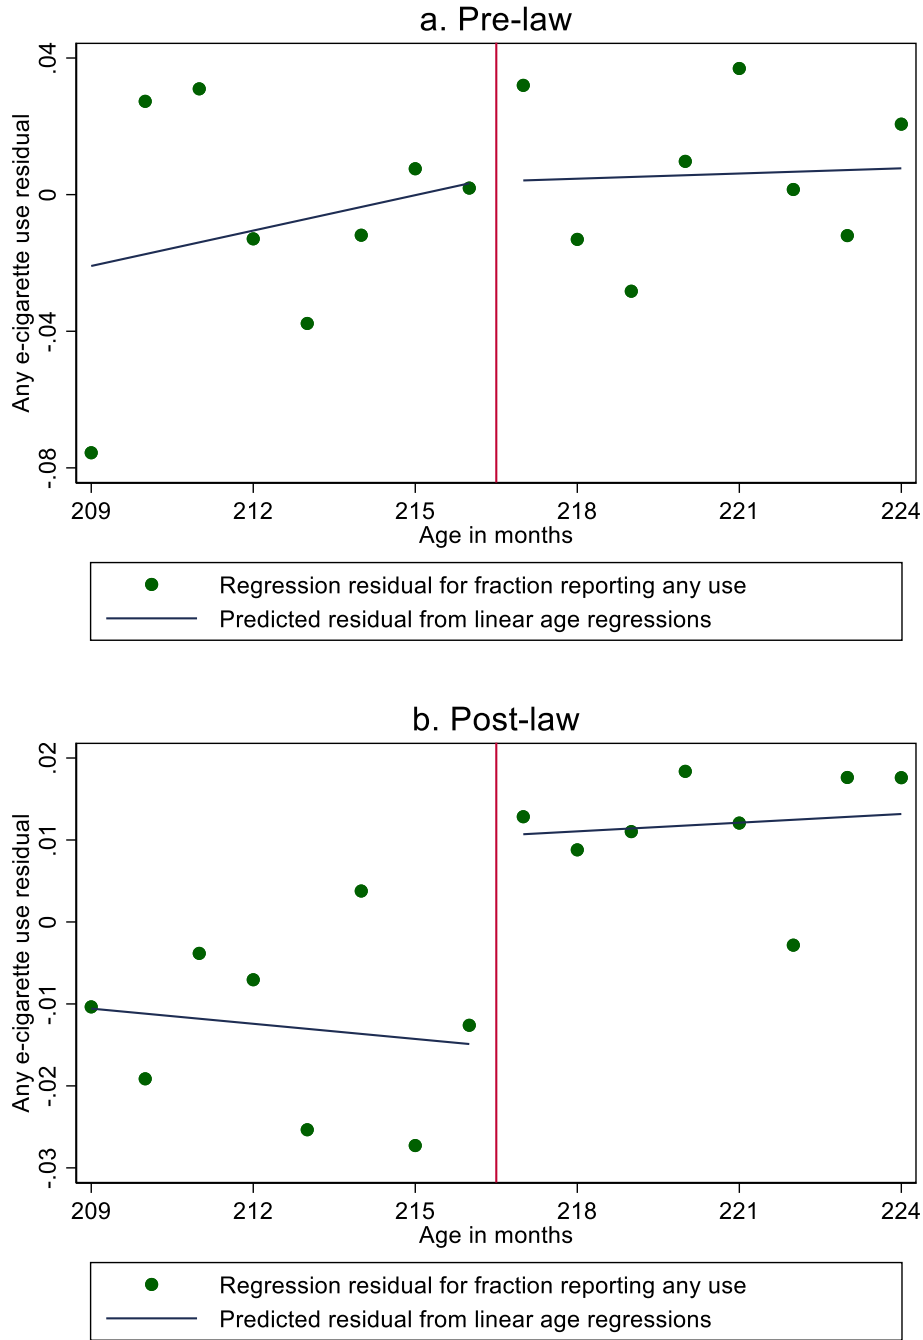 a. Pre-law
Any e-cigarette use residual
.04
0
-.04
-.08
209 212 215 218 221 224
Age in months
Regression residual for fraction reporting any use
Predicted residual from linear age regressions
b. Post-law
Any e-cigarette use residual
.02
.01
0
-.01
-.02
-.03
209 212 215 218 221 224
Age in months
Regression residual for fraction reporting any use
Predicted residual from linear age regressions